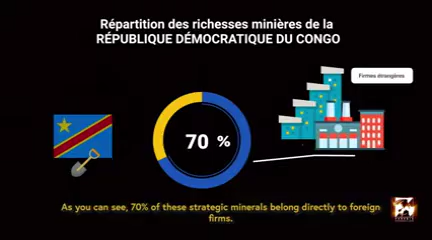 Répartition des richesses minières de la
RÉPUBLIQUE DÉMOCRATIQUE DU CONGO
Firmes étrangères
70 %
As you can see, 70% of these strategic minerals belong directly to foreign
firms.